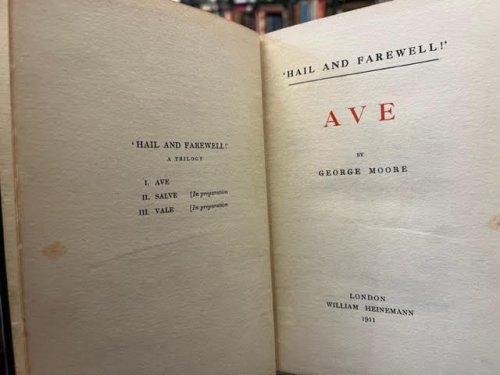 'HAIL AND FAREWELL!'
A TRILOGY
I. AVE
II. SALVE [In preparation
III. VALE [In preparation
'HAIL AND FAREWELL!'
AVE
BY
GEORGE MOORE
LONDON
WILLIAM HEINEMANN
1911